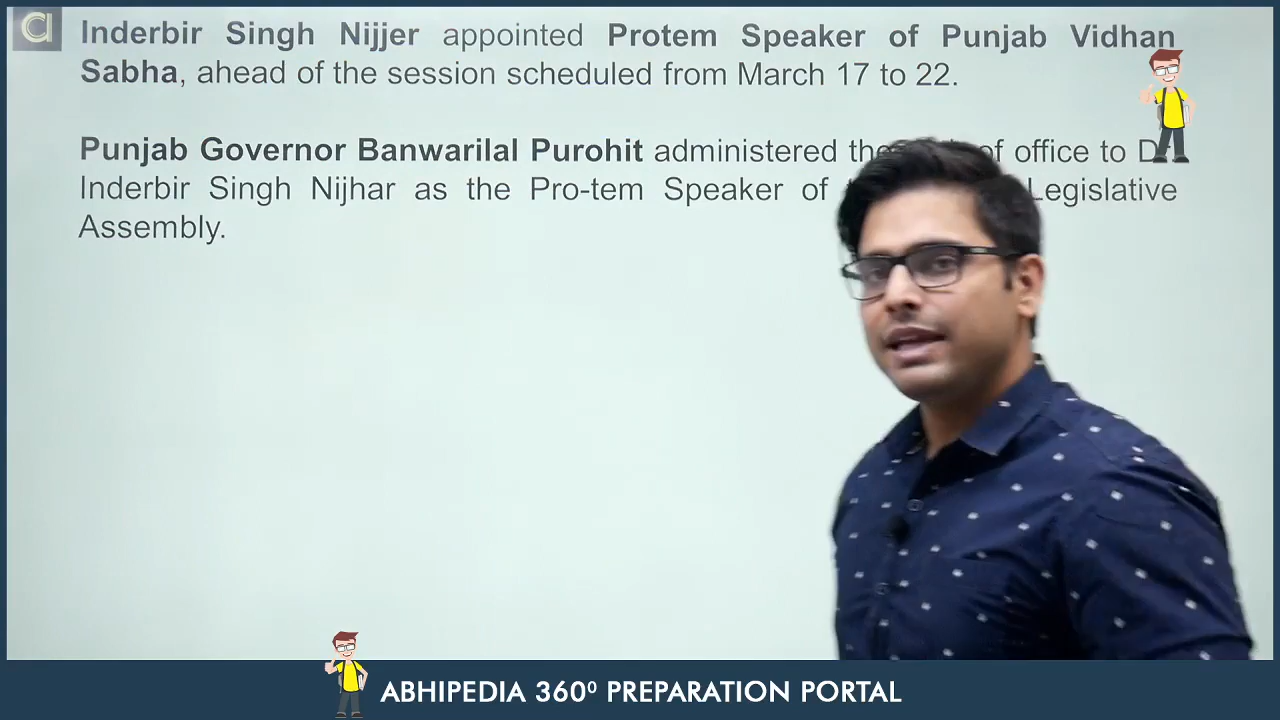 a
Inderbir Singh Nijjer appointed Protem Speaker of Punjab Vidhan
Sabha, ahead of the session scheduled from March 17 to 22.
Punjab Governor Banwarilal Purohit administered the of office to
Inderbir Singh Nijhar as the Pro-tem Speaker of Legislative
Assembly.
ABHIPEDIA 360⁰ PREPARATION PORTAL